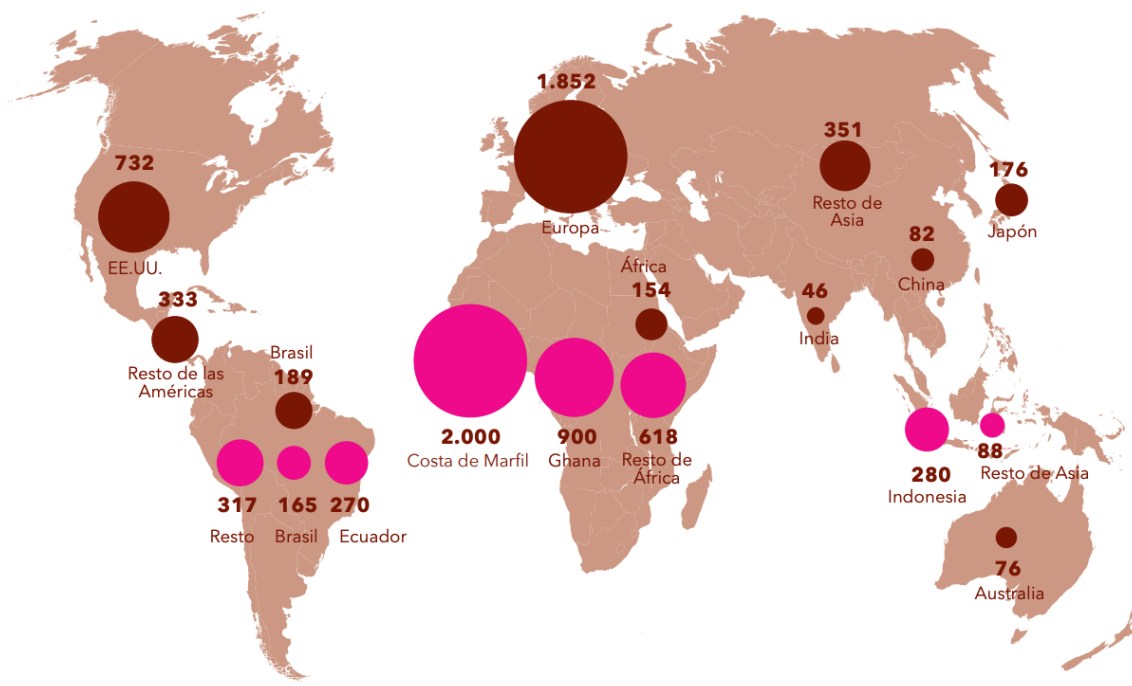 1.852
Europa
732
EE.UU.
351
Resto de
Asia
176
Japón
82
China
46
India
África
154
333
Resto de las
Américas
Brasil
189
317
Resto
165
Brasil
270
Ecuador
2.000
Costa de Marfil
900
Ghana
618
Resto de
África
280
Indonesia
88
Resto de Asia
76
Australia